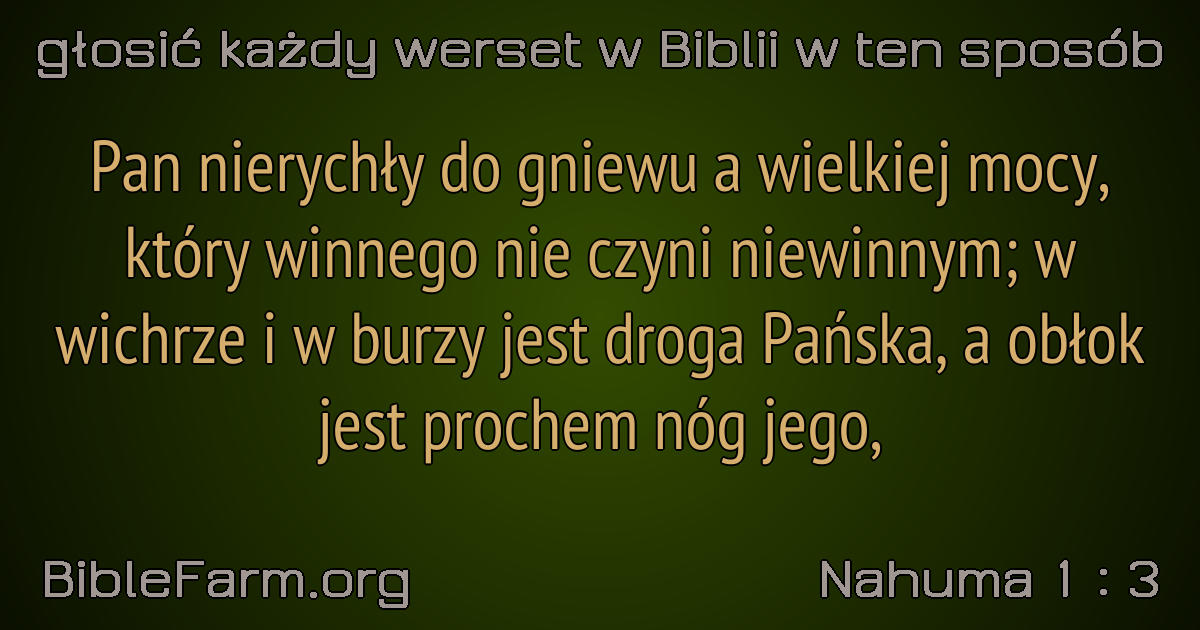 głosić każdy werset w Biblii w ten sposób
Pan nierychły do gniewu a wielkiej mocy,
który winnego nie czyni niewinnym; w
wichrze i w burzy jest droga Pańska, a obłok
jest prochem nóg jego,
BibleFarm.org
Nahuma 1 : 3